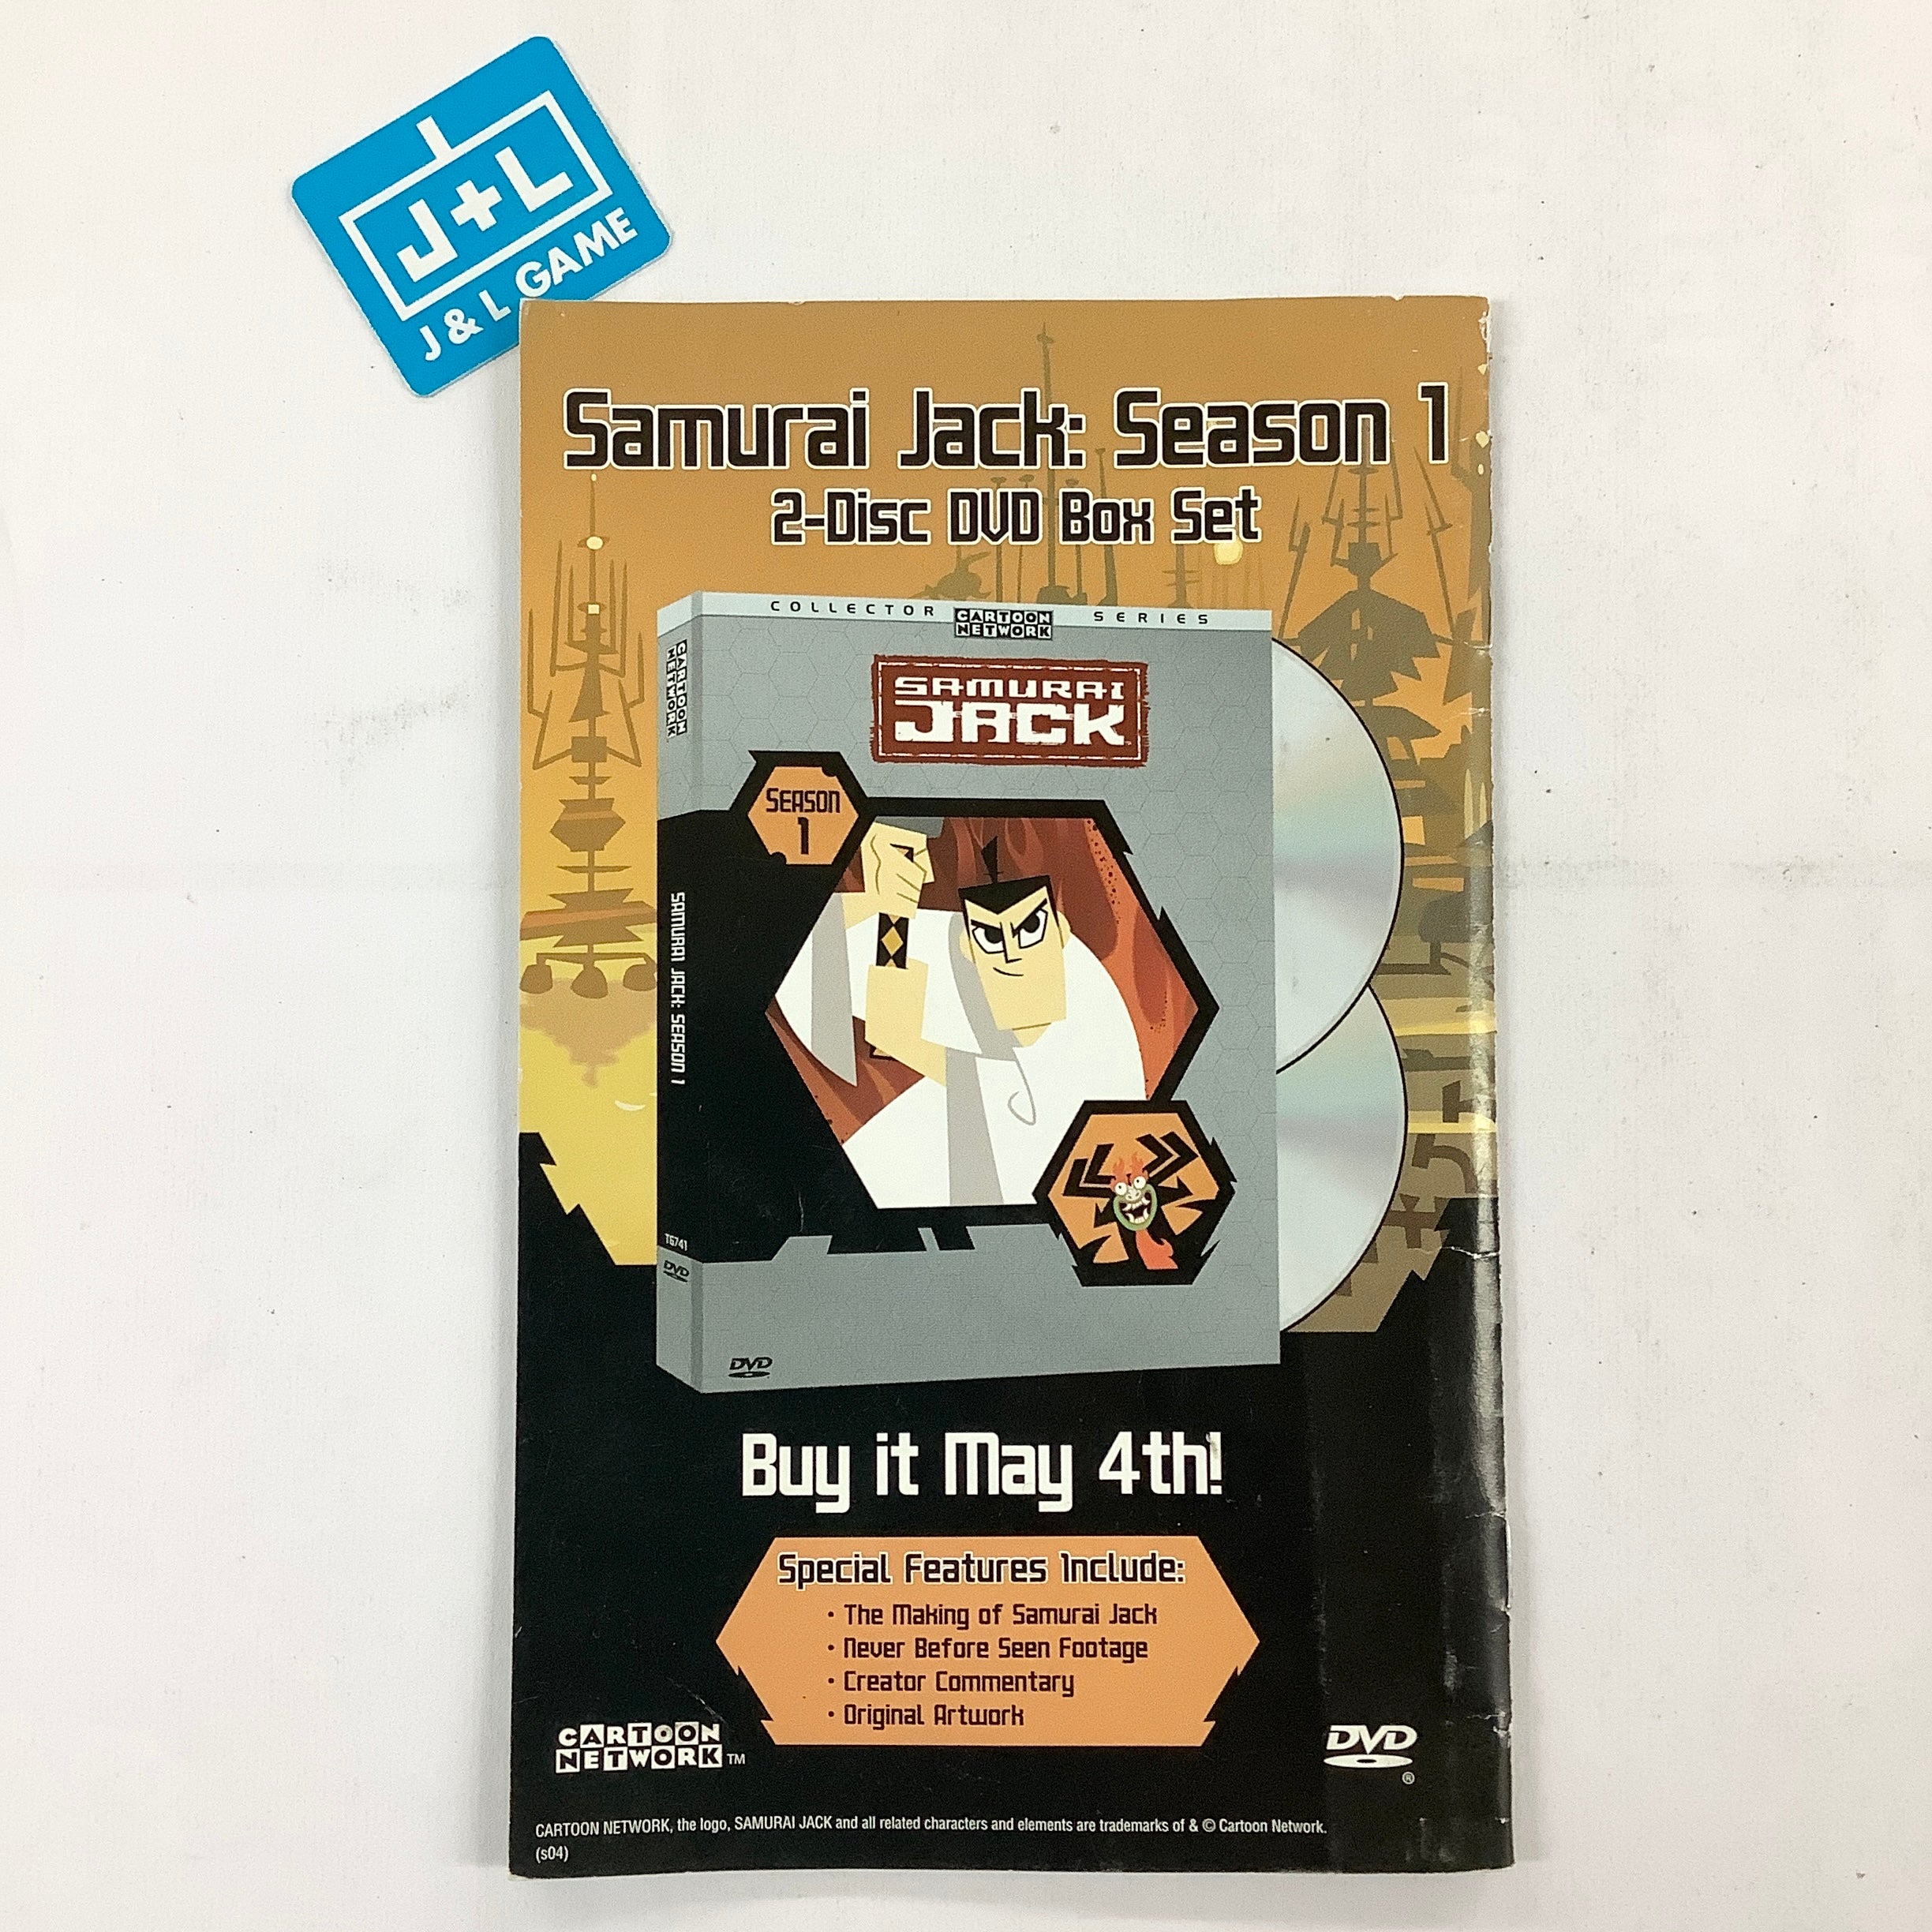 J+L
J & L GAME
Samurai Jack: Season 1
2-Disc DVD Box Set
COLLECTOR CARTOON NETWORK SERIES
CARTOON
NETWORK
SAMURAI
JACK
SEASON
1
SAMURAI JACK: SEASON 1
TG741
DVD
DVD
Buy it May 4th!
Special Features Include:
· The Making of Samurai Jack
· Never Before Seen Footage
· Creator Commentary
· Original Artwork
CARTOON
NETWORK TM
DVD
®
CARTOON NETWORK, the logo, SAMURAI JACK and all related characters and elements are trademarks of & © Cartoon Network.
(s04)